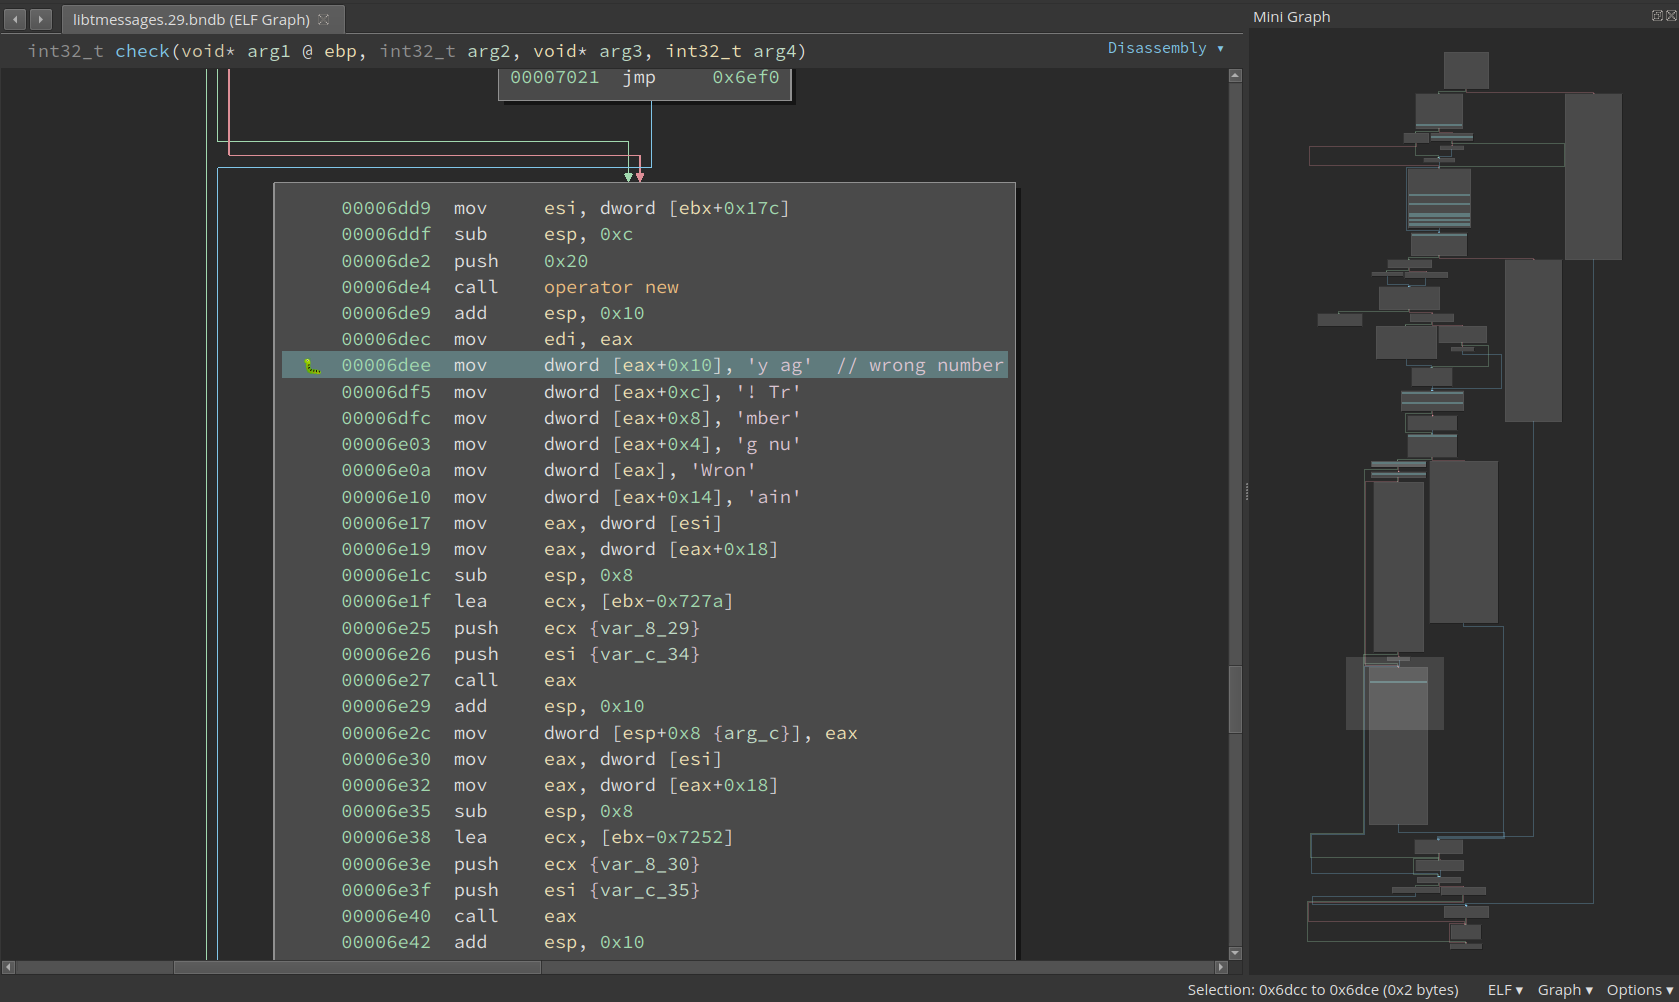 libtmessages.29.bndb (ELF Graph)
Mini Graph
int32_t check(void* arg1 @ ebp, int32_t arg2, void* arg3, int32_t arg4)
Disassembly ▾
00007021 jmp 0x6ef0
00006dd9 mov esi, dword [ebx+0x17c]
00006ddf sub esp, 0xc
00006de2 push 0x20
00006de4 call operator new
00006de9 add esp, 0x10
00006dec mov edi, eax
00006dee mov dword [eax+0x10], 'y ag' // wrong number
00006df5 mov dword [eax+0xc], '! Tr'
00006dfc mov dword [eax+0x8], 'mber'
00006e03 mov dword [eax+0x4], 'g nu'
00006e0a mov dword [eax], 'Wron'
00006e10 mov dword [eax+0x14], 'ain'
00006e17 mov eax, dword [esi]
00006e19 mov eax, dword [eax+0x18]
00006e1c sub esp, 0x8
00006e1f lea ecx, [ebx-0x727a]
00006e25 push ecx {var_8_29}
00006e26 push esi {var_c_34}
00006e27 call eax
00006e29 add esp, 0x10
00006e2c mov dword [esp+0x8 {arg_c}], eax
00006e30 mov eax, dword [esi]
00006e32 mov eax, dword [eax+0x18]
00006e35 sub esp, 0x8
00006e38 lea ecx, [ebx-0x7252]
00006e3e push ecx {var_8_30}
00006e3f push esi {var_c_35}
00006e40 call eax
00006e42 add esp, 0x10
Selection: 0x6dcc to 0x6dce (0x2 bytes) ELF ▾ Graph ▾ Options ▾